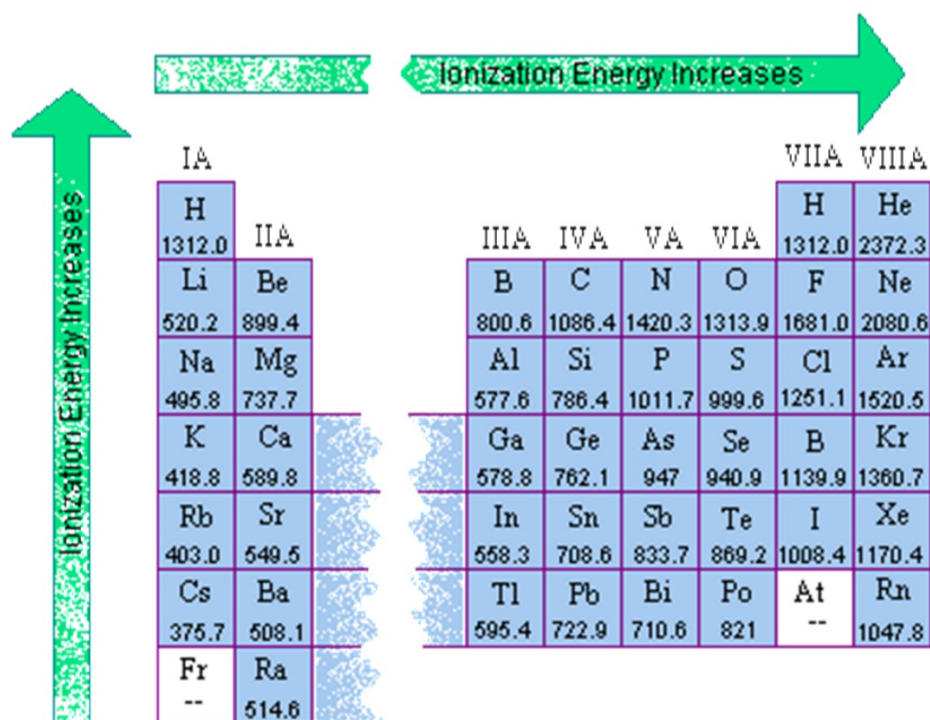 Ionization Energy Increases
Ionization Energy Increases
IA VIIA VIIIA
H H He
1312.0 IIA IIIA IVA VA VIA 1312.0 2372.3
Li Be B C N O F Ne
520.2 899.4 800.6 1086.4 1420.3 1313.9 1681.0 2080.6
Na Mg Al Si P S Cl Ar
495.8 737.7 577.6 786.4 1011.7 999.6 1251.1 1520.5
K Ca Ga Ge As Se B Kr
418.8 589.8 578.8 762.1 947 940.9 1139.9 1360.7
Rb Sr In Sn Sb Te I Xe
403.0 549.5 558.3 708.6 833.7 869.2 1008.4 1170.4
Cs Ba Tl Pb Bi Po At Rn
375.7 508.1 595.4 722.9 710.6 821 -- 1047.8
Fr Ra
-- 514.6